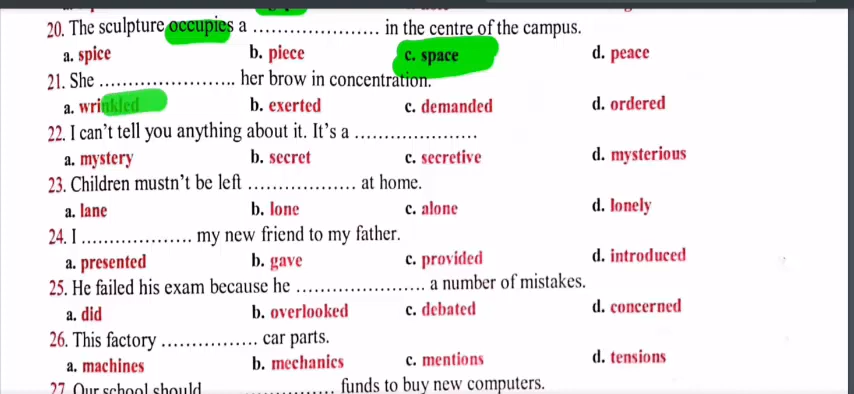 20. The sculpture occupies a ..................... in the centre of the campus.
a. spice b. piece c. space d. peace
21. She ...................... her brow in concentration.
a. wrinkled b. exerted c. demanded d. ordered
22. I can't tell you anything about it. It's a ....................
a. mystery b. secret c. secretive d. mysterious
23. Children mustn't be left .................. at home.
a. lane b. lone c. alone d. lonely
24. I .................. my new friend to my father.
a. presented b. gave c. provided d. introduced
25. He failed his exam because he ..................... a number of mistakes.
a. did b. overlooked c. debated d. concerned
26. This factory ................ car parts.
a. machines b. mechanics c. mentions d. tensions
27. Our school should ...................... funds to buy new computers.